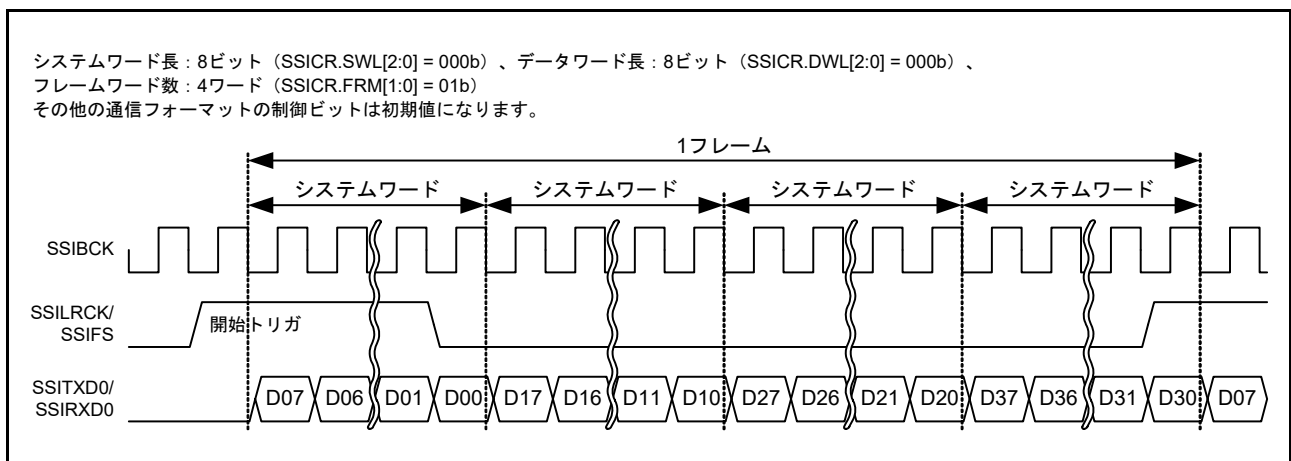 システムワード長：8ビット（SSICR.SWL[2:0] = 000b）、データワード長：8ビット（SSICR.DWL[2:0] = 000b）、
フレームワード数：4ワード（SSICR.FRM[1:0] = 01b）
その他の通信フォーマットの制御ビットは初期値になります。
1フレーム
システムワード システムワード システムワード システムワード
SSIBCK
SSILRCK/
SSIFS
開始トリガ
SSITXD0/
SSIRXD0
D07 D06 D01 D00 D17 D16 D11 D10 D27 D26 D21 D20 D37 D36 D31 D30 D07